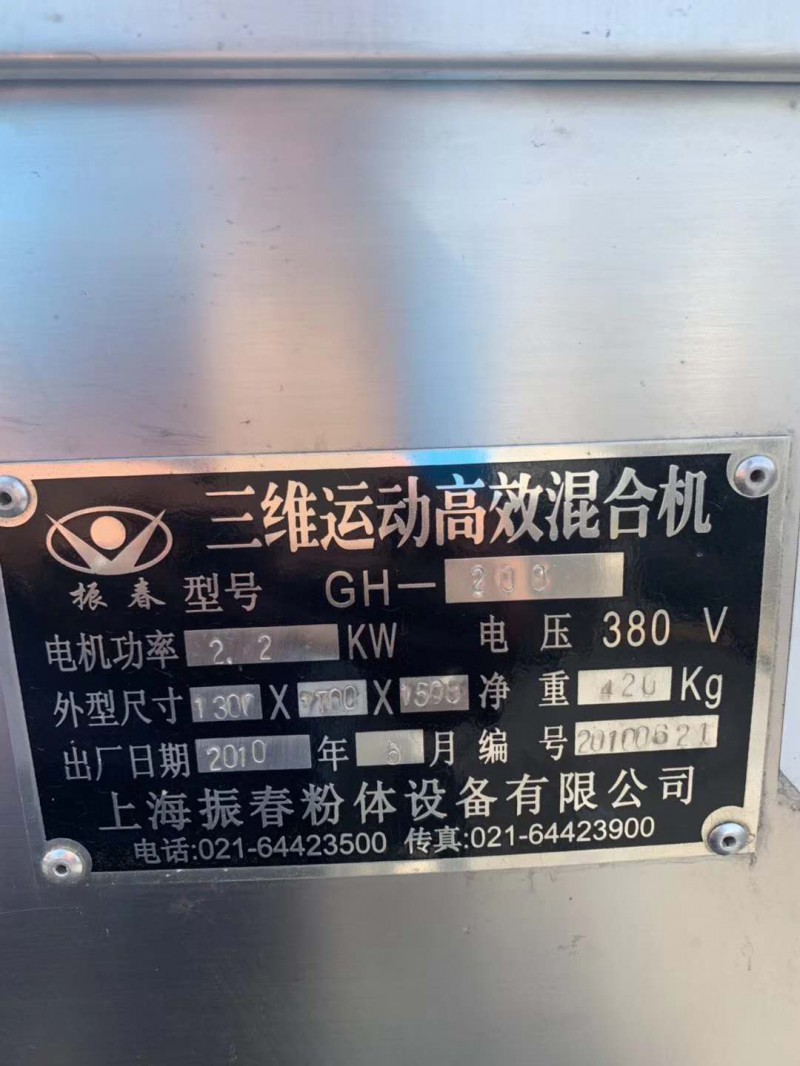 三维运动高效混合机
振春 型号 GH-
电机功率 2.2 KW 电压 380 V
外型尺寸 X X 净重 420 Kg
出厂日期 2010 年 月 编号 20100621
上海振春粉体设备有限公司
电话:021-64423500 传真:021-64423900